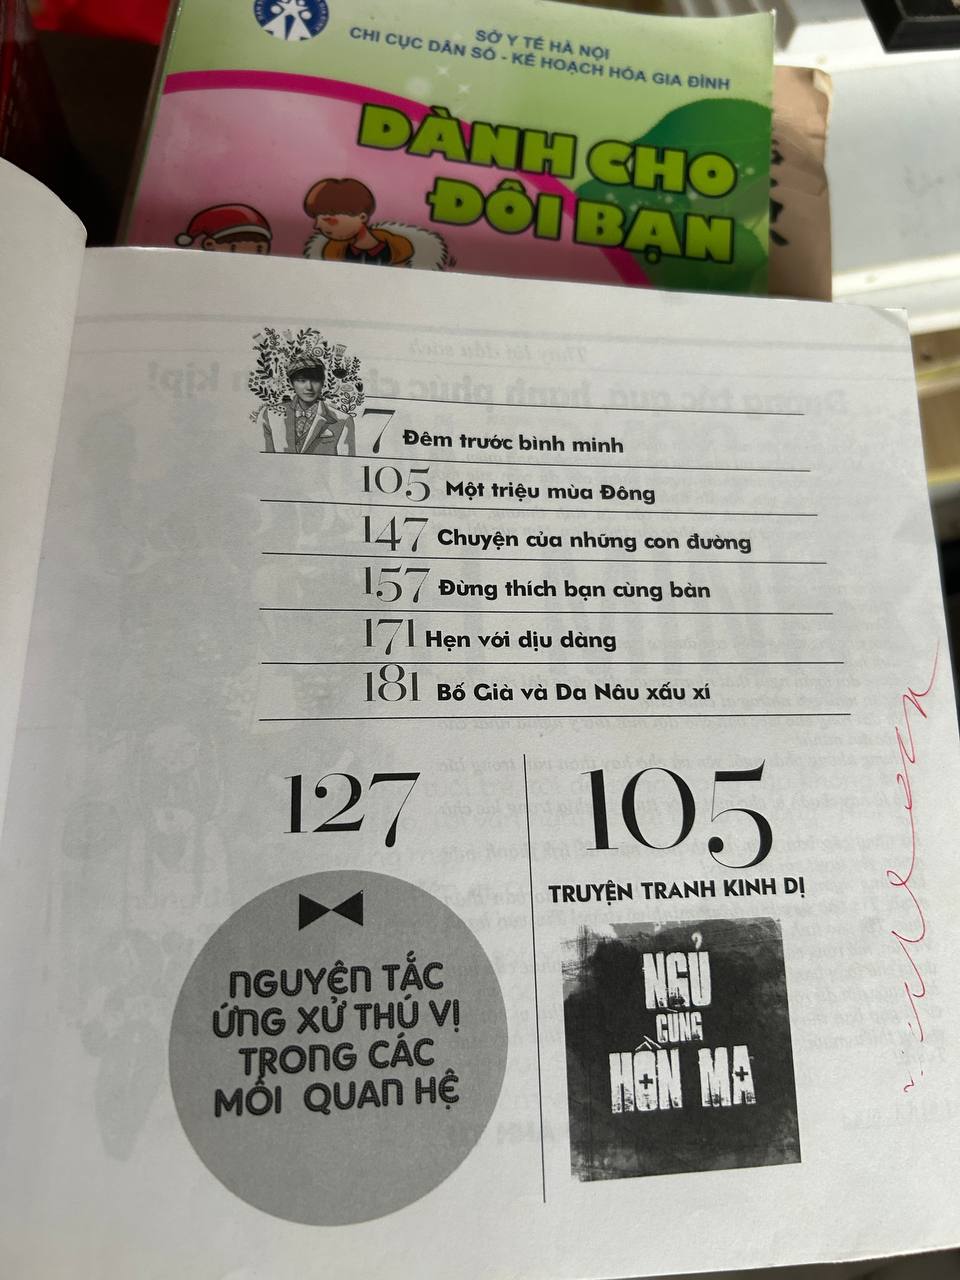 SỞ Y TẾ HÀ NỘI
CHI CỤC DÂN SỐ - KẾ HOẠCH HÓA GIA ĐÌNH
DÀNH CHO
ĐÔI BẠN
7 Đêm trước bình minh
105 Một triệu mùa Đông
147 Chuyện của những con đường
157 Đừng thích bạn cùng bàn
171 Hẹn với dịu dàng
181 Bố Già và Da Nâu xấu xí
127
NGUYÊN TẮC
ỨNG XỬ THÚ VỊ
TRONG CÁC
MỐI QUAN HỆ
105
TRUYỆN TRANH KINH DỊ
NGỦ
CÙNG
HỒN MA